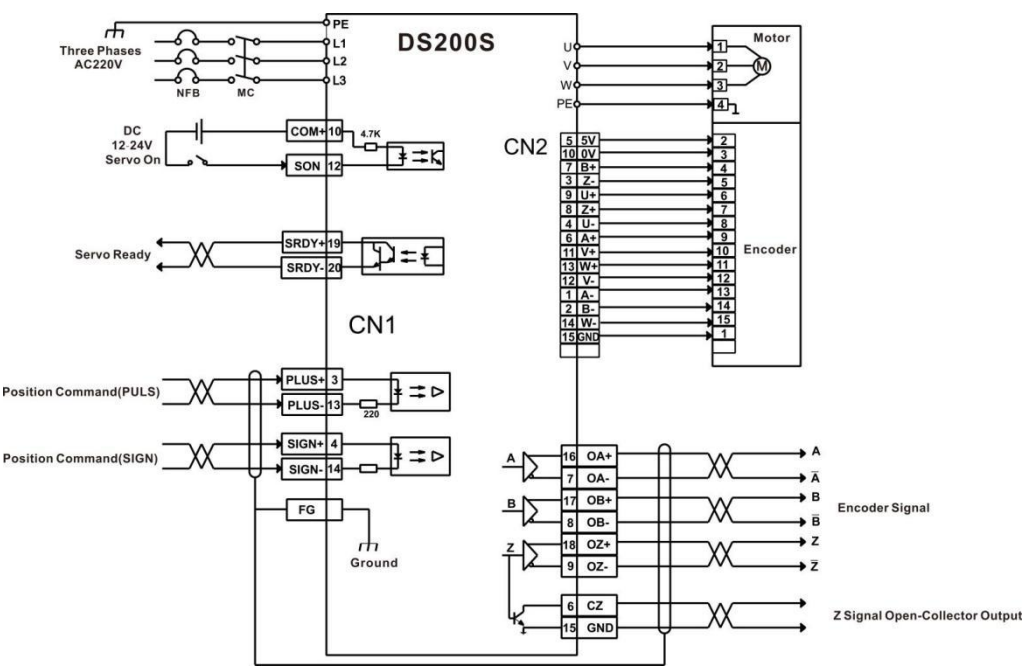 PE
Three Phases
AC220V
L1
L2
L3
NFB
MC
DS200S
U
V
W
PE
Motor
1
2
3
4
M
DC
12-24V
Servo On
COM+ 10
4.7K
SON 12
CN2
5 5V 2
10 0V 3
7 B+ 4
3 Z- 5
9 U+ 6
8 Z+ 7
4 U- 8
6 A+ 9
11 V+ 10
13 W+ 11
12 V- 12
1 A- 13
2 B- 14
14 W- 15
15 GND 1
Encoder
Servo Ready
SRDY+ 19
SRDY- 20
CN1
Position Command(PULS)
PLUS+ 3
PLUS- 13
220
Position Command(SIGN)
SIGN+ 4
SIGN- 14
FG
Ground
A
16 OA+
A
7 OA-
A̅
B
17 OB+
B
8 OB-
B̅
Encoder Signal
Z
18 OZ+
Z
9 OZ-
Z̅
6 CZ
15 GND
Z Signal Open-Collector Output